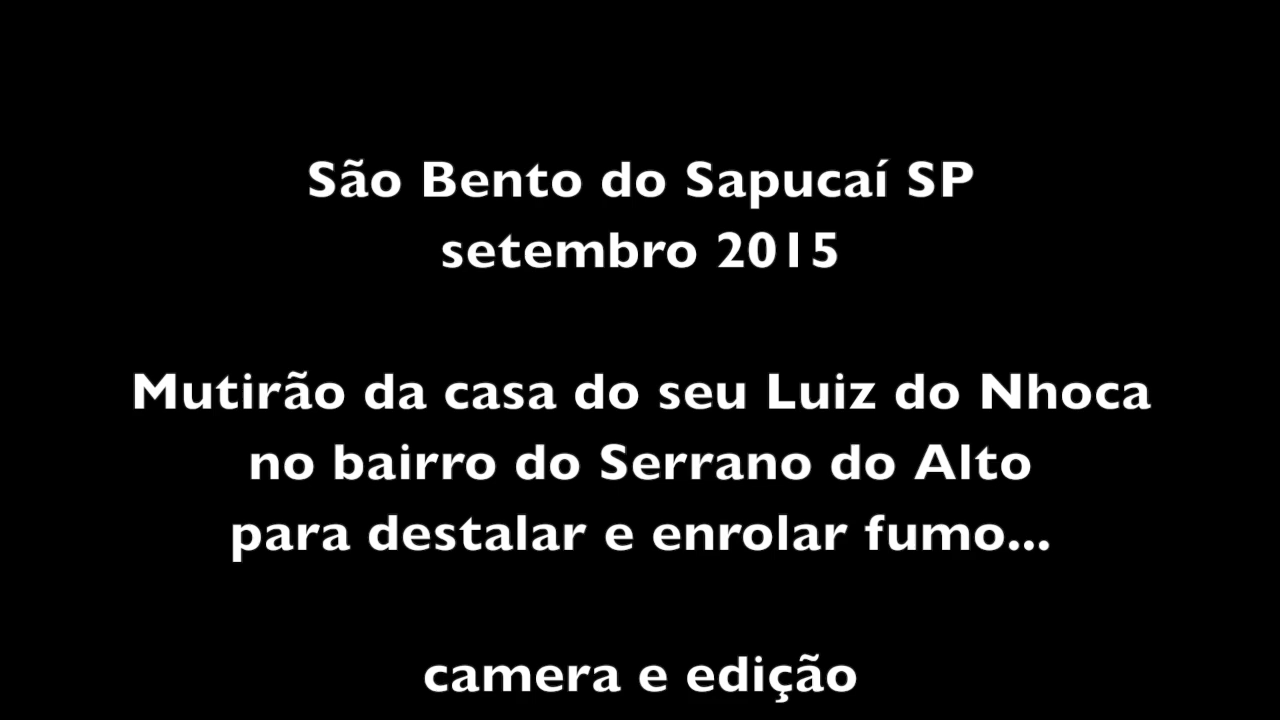 São Bento do Sapucaí SP
setembro 2015
Mutirão da casa do seu Luiz do Nhoca
no bairro do Serrano do Alto
para destalar e enrolar fumo...
camera e edição